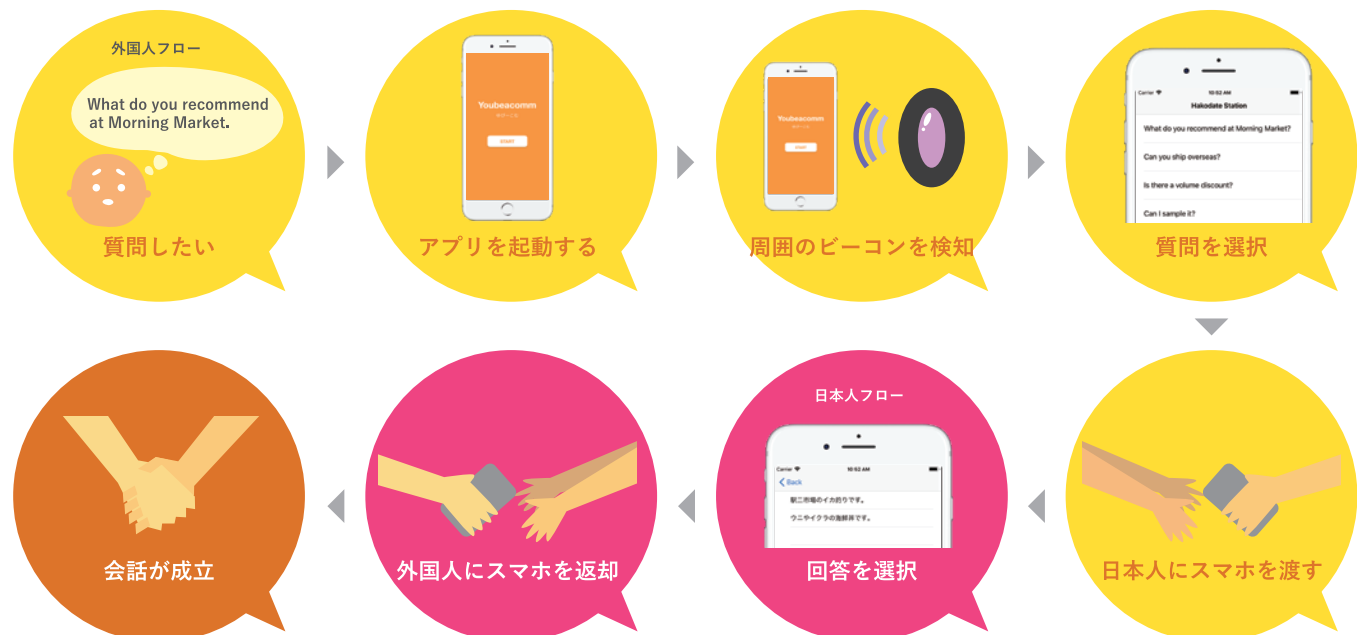 外国人フロー
What do you recommend
at Morning Market.
質問したい
Youbeacomm
START
アプリを起動する
Youbeacomm
START
周囲のビーコンを検知
Carrier
10:52 AM
Hakodate Station
What do you recommend at Morning Market?
Can you ship overseas?
Is there a volume discount?
Can I sample it?
質問を選択
日本人にスマホを渡す
日本人フロー
Carrier
10:52 AM
Back
駅二市場のイカ釣りです。
ウニやイクラの海鮮丼です。
回答を選択
外国人にスマホを返却
会話が成立